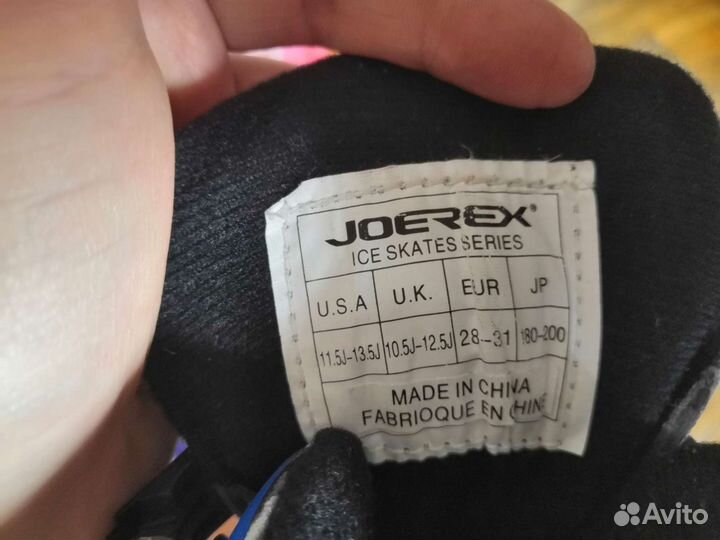 JOEREX®
ICE SKATES SERIES
U.S.A U.K. EUR JP
11.5J-13.5J 10.5J-12.5J 28--31 180-200
MADE IN CHINA
FABRIOQUE EN CHINE
Avito